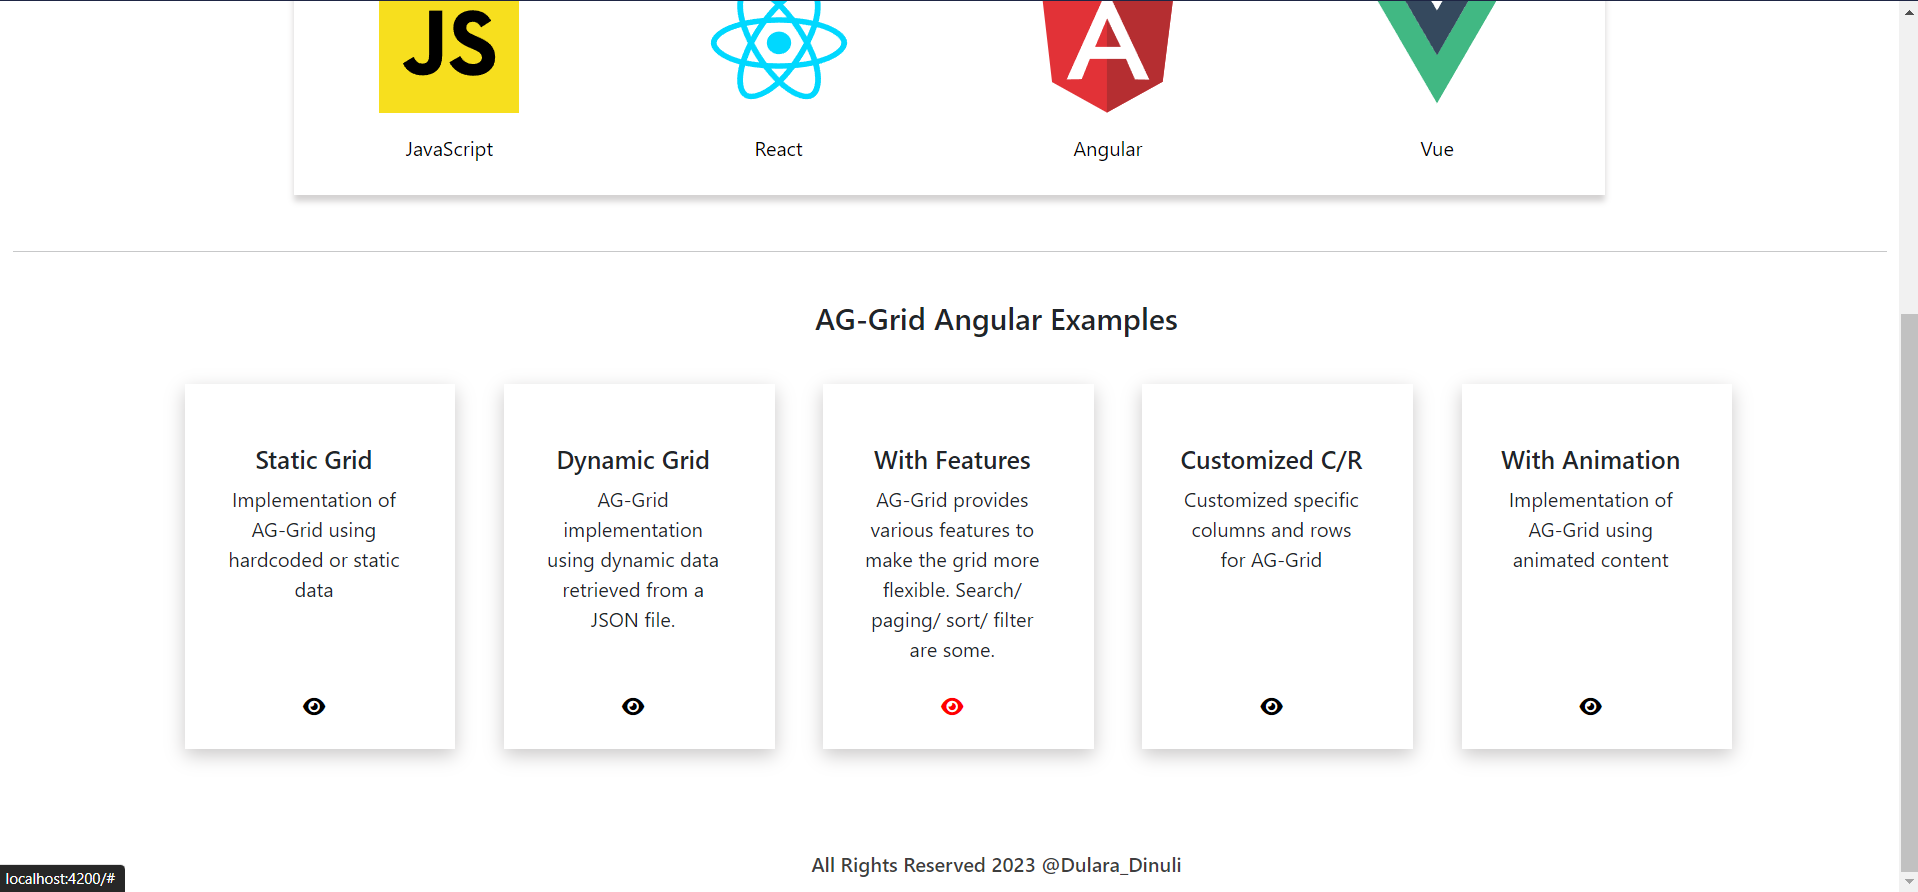 JS
A
JavaScript
React
Angular
Vue
AG-Grid Angular Examples
Static Grid
Implementation of
AG-Grid using
hardcoded or static
data
Dynamic Grid
AG-Grid
implementation
using dynamic data
retrieved from a
JSON file.
With Features
AG-Grid provides
various features to
make the grid more
flexible. Search/
paging/ sort/ filter
are some.
Customized C/R
Customized specific
columns and rows
for AG-Grid
With Animation
Implementation of
AG-Grid using
animated content
All Rights Reserved 2023 @Dulara_Dinuli
localhost:4200/#